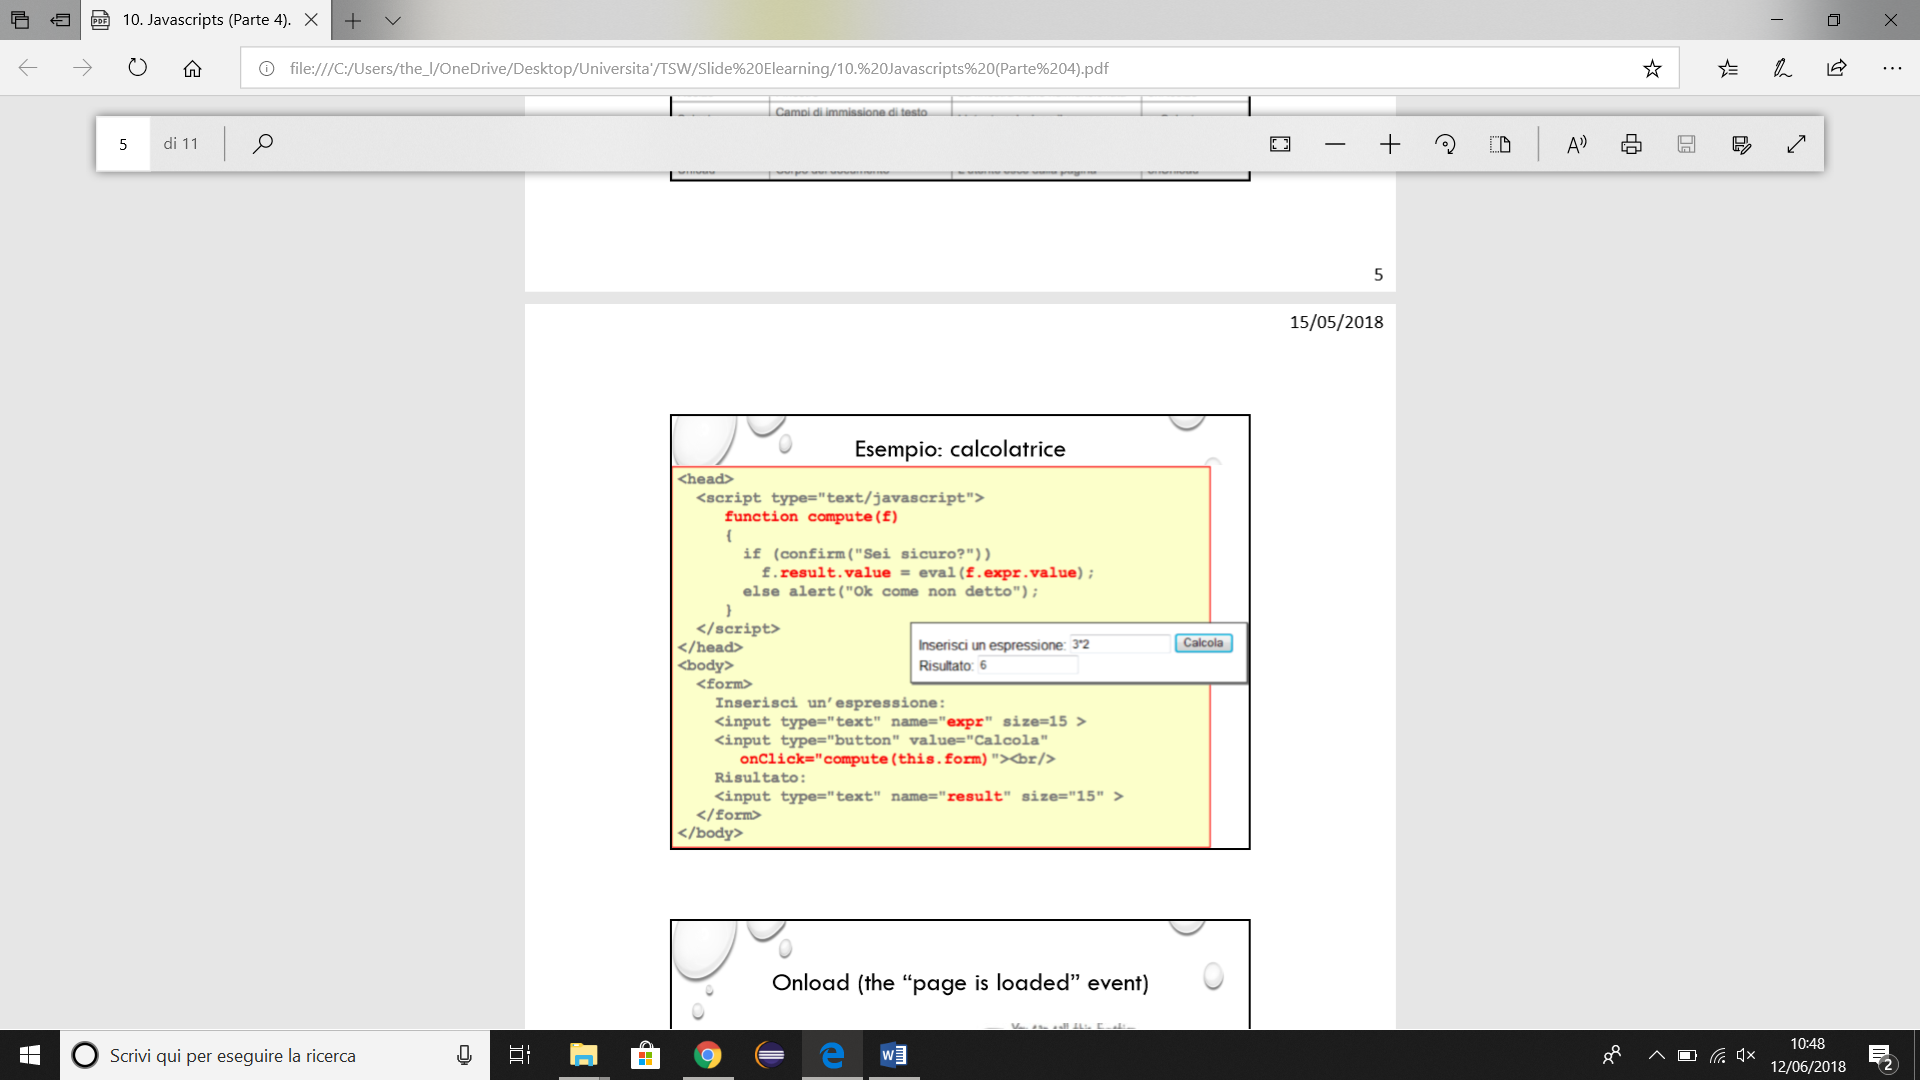 10. Javascripts (Parte 4).
file:///C:/Users/the_l/OneDrive/Desktop/Universita'/TSW/Slide%20Elearning/10.%20Javascripts%20(Parte%204).pdf
Campi di immissione di testo
5 di 11
5
15/05/2018
Esempio: calcolatrice
<head>
<script type="text/javascript">
function compute(f)
{
if (confirm("Sei sicuro?"))
f.result.value = eval(f.expr.value);
else alert("Ok come non detto");
}
</script>
</head>
<body>
<form>
Inserisci un'espressione:
<input type="text" name="expr" size=15 >
<input type="button" value="Calcola"
onClick="compute(this.form)"><br/>
Risultato:
<input type="text" name="result" size="15" >
</form>
</body>
Inserisci un espressione: 3*2 Calcola
Risultato: 6
Onload (the “page is loaded” event)
Scrivi qui per eseguire la ricerca
10:48
12/06/2018
2